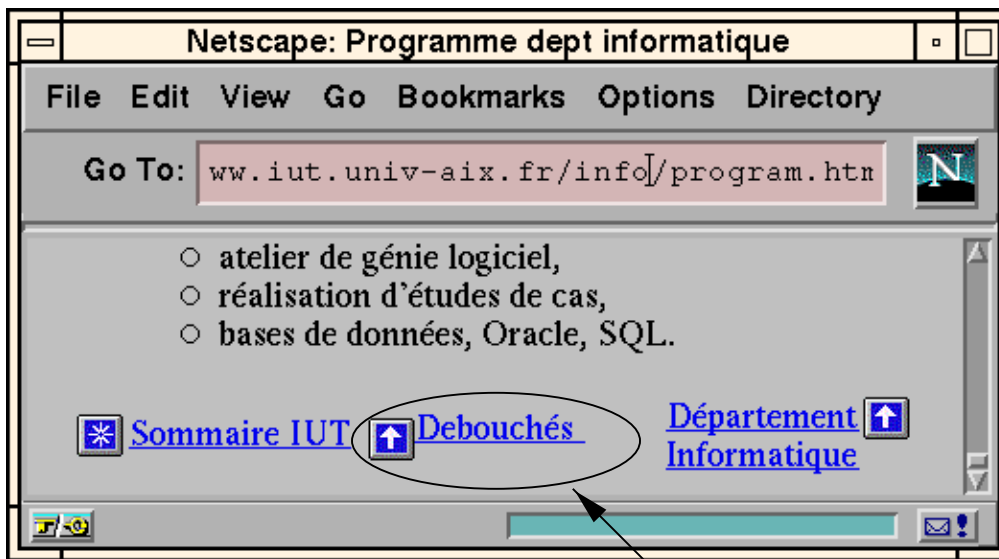 Netscape: Programme dept informatique
File Edit View Go Bookmarks Options Directory
Go To: ww.iut.univ-aix.fr/info/program.htm
N
atelier de génie logiciel,
réalisation d'études de cas,
bases de données, Oracle, SQL.
Sommaire IUT Debouchés Département
Informatique